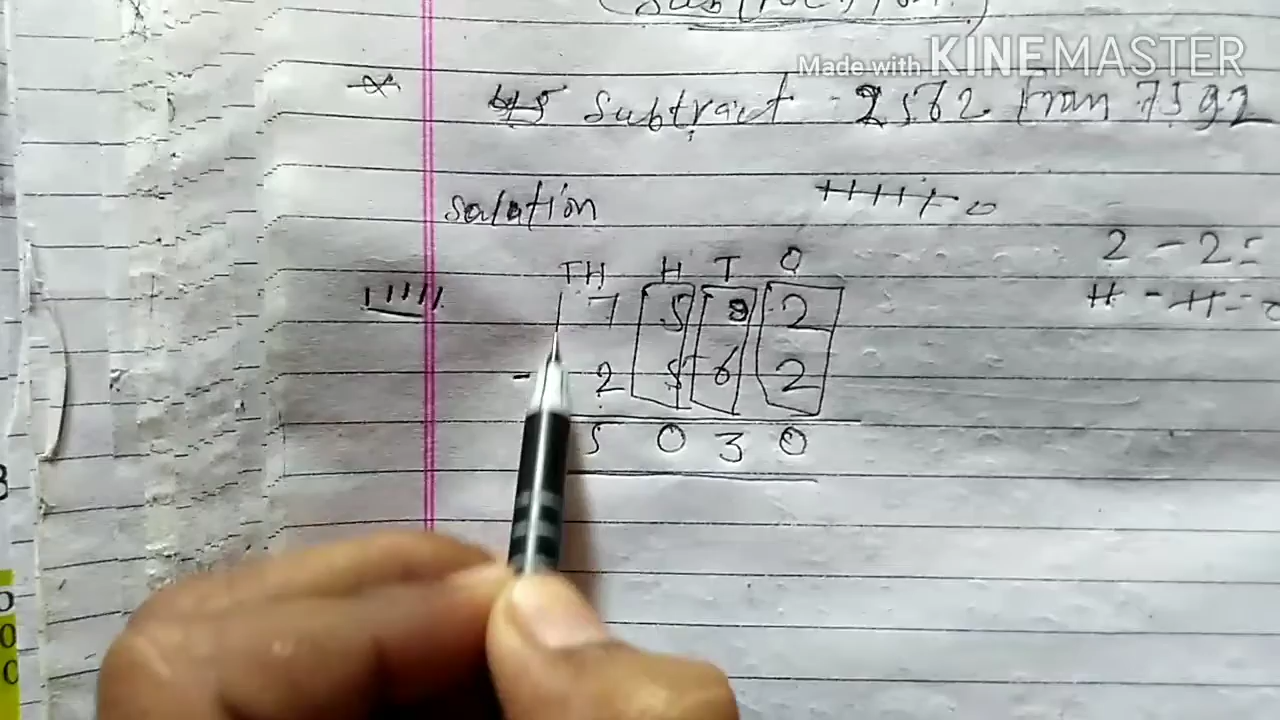 (Subtraction)
Made with KINEMASTER
Subtract 2562 from 7592
Solution
2 - 2 =
TH H T O
7 5 9 2
- 2 5 6 2
5 0 3 0